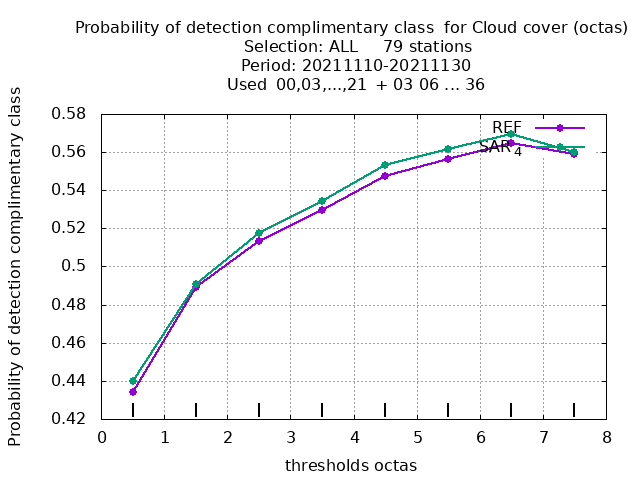 Probability of detection complimentary class  for Cloud cover (octas)
Selection: ALL     79 stations
Period: 20211110-20211130
Used  00,03,...,21  + 03 06 ... 36
Probability of detection complimentary class
0.58
0.56
0.54
0.52
0.5
0.48
0.46
0.44
0.42
REF
SAR4
0 1 2 3 4 5 6 7 8
thresholds octas